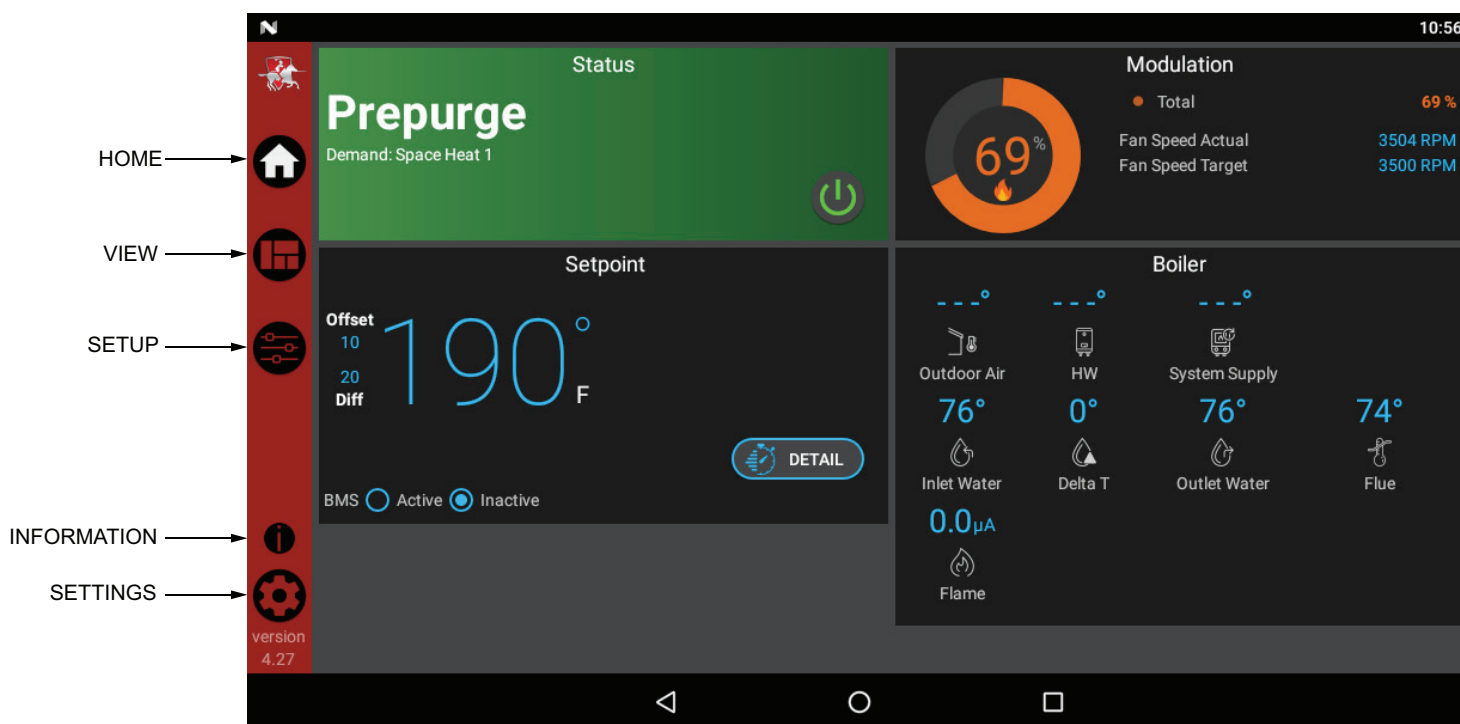 10:56
HOME
VIEW
SETUP
INFORMATION
SETTINGS
version
4.27
Status
Prepurge
Demand: Space Heat 1
Modulation
69 %
Total 69 %
Fan Speed Actual 3504 RPM
Fan Speed Target 3500 RPM
Setpoint
Offset
10
20
Diff
190° F
DETAIL
BMS Active Inactive
Boiler
- - -° - - -° - - -°
Outdoor Air HW System Supply
76° 0° 76° 74°
Inlet Water Delta T Outlet Water Flue
0.0µA
Flame